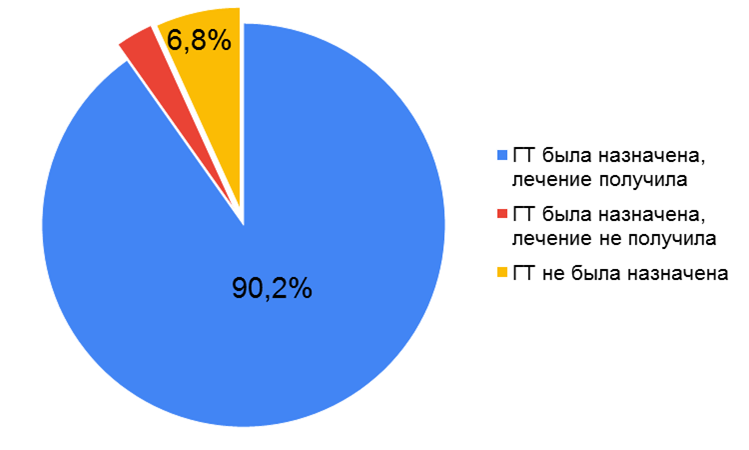 6,8%
90,2%
ГТ была назначена,
лечение получила
ГТ была назначена,
лечение не получила
ГТ не была назначена